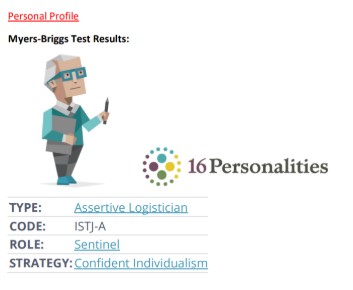 Personal Profile
Myers-Briggs Test Results:
16Personalities
TYPE: Assertive Logistician
CODE: ISTJ-A
ROLE: Sentinel
STRATEGY: Confident Individualism